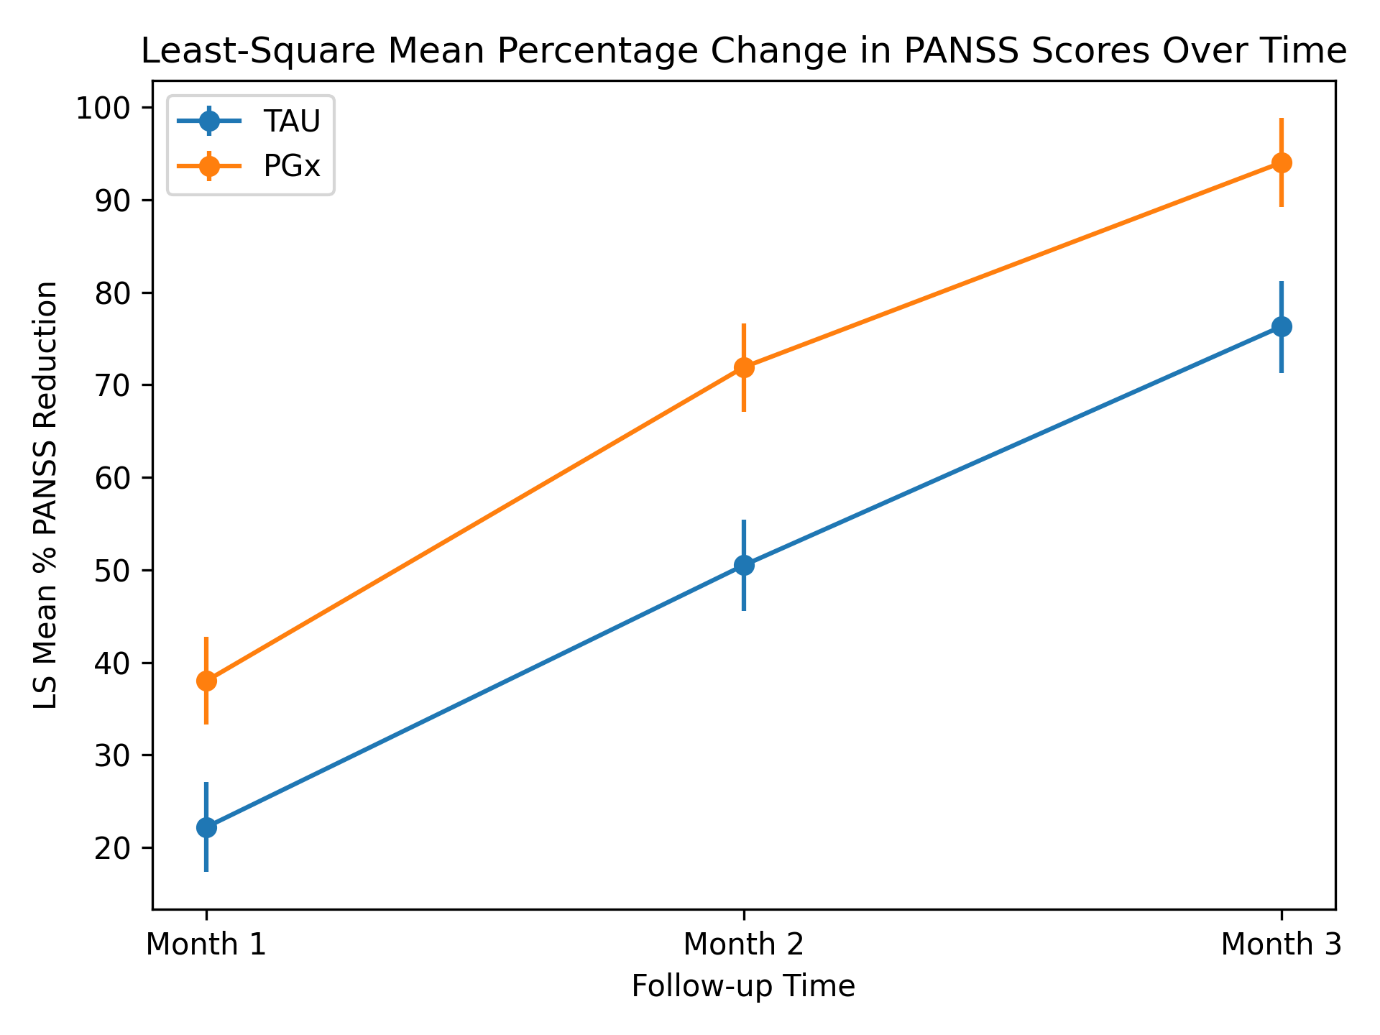 Least-Square Mean Percentage Change in PANSS Scores Over Time
TAU
PGx
100
90
80
70
60
50
40
30
20
LS Mean % PANSS Reduction
Month 1
Month 2
Month 3
Follow-up Time